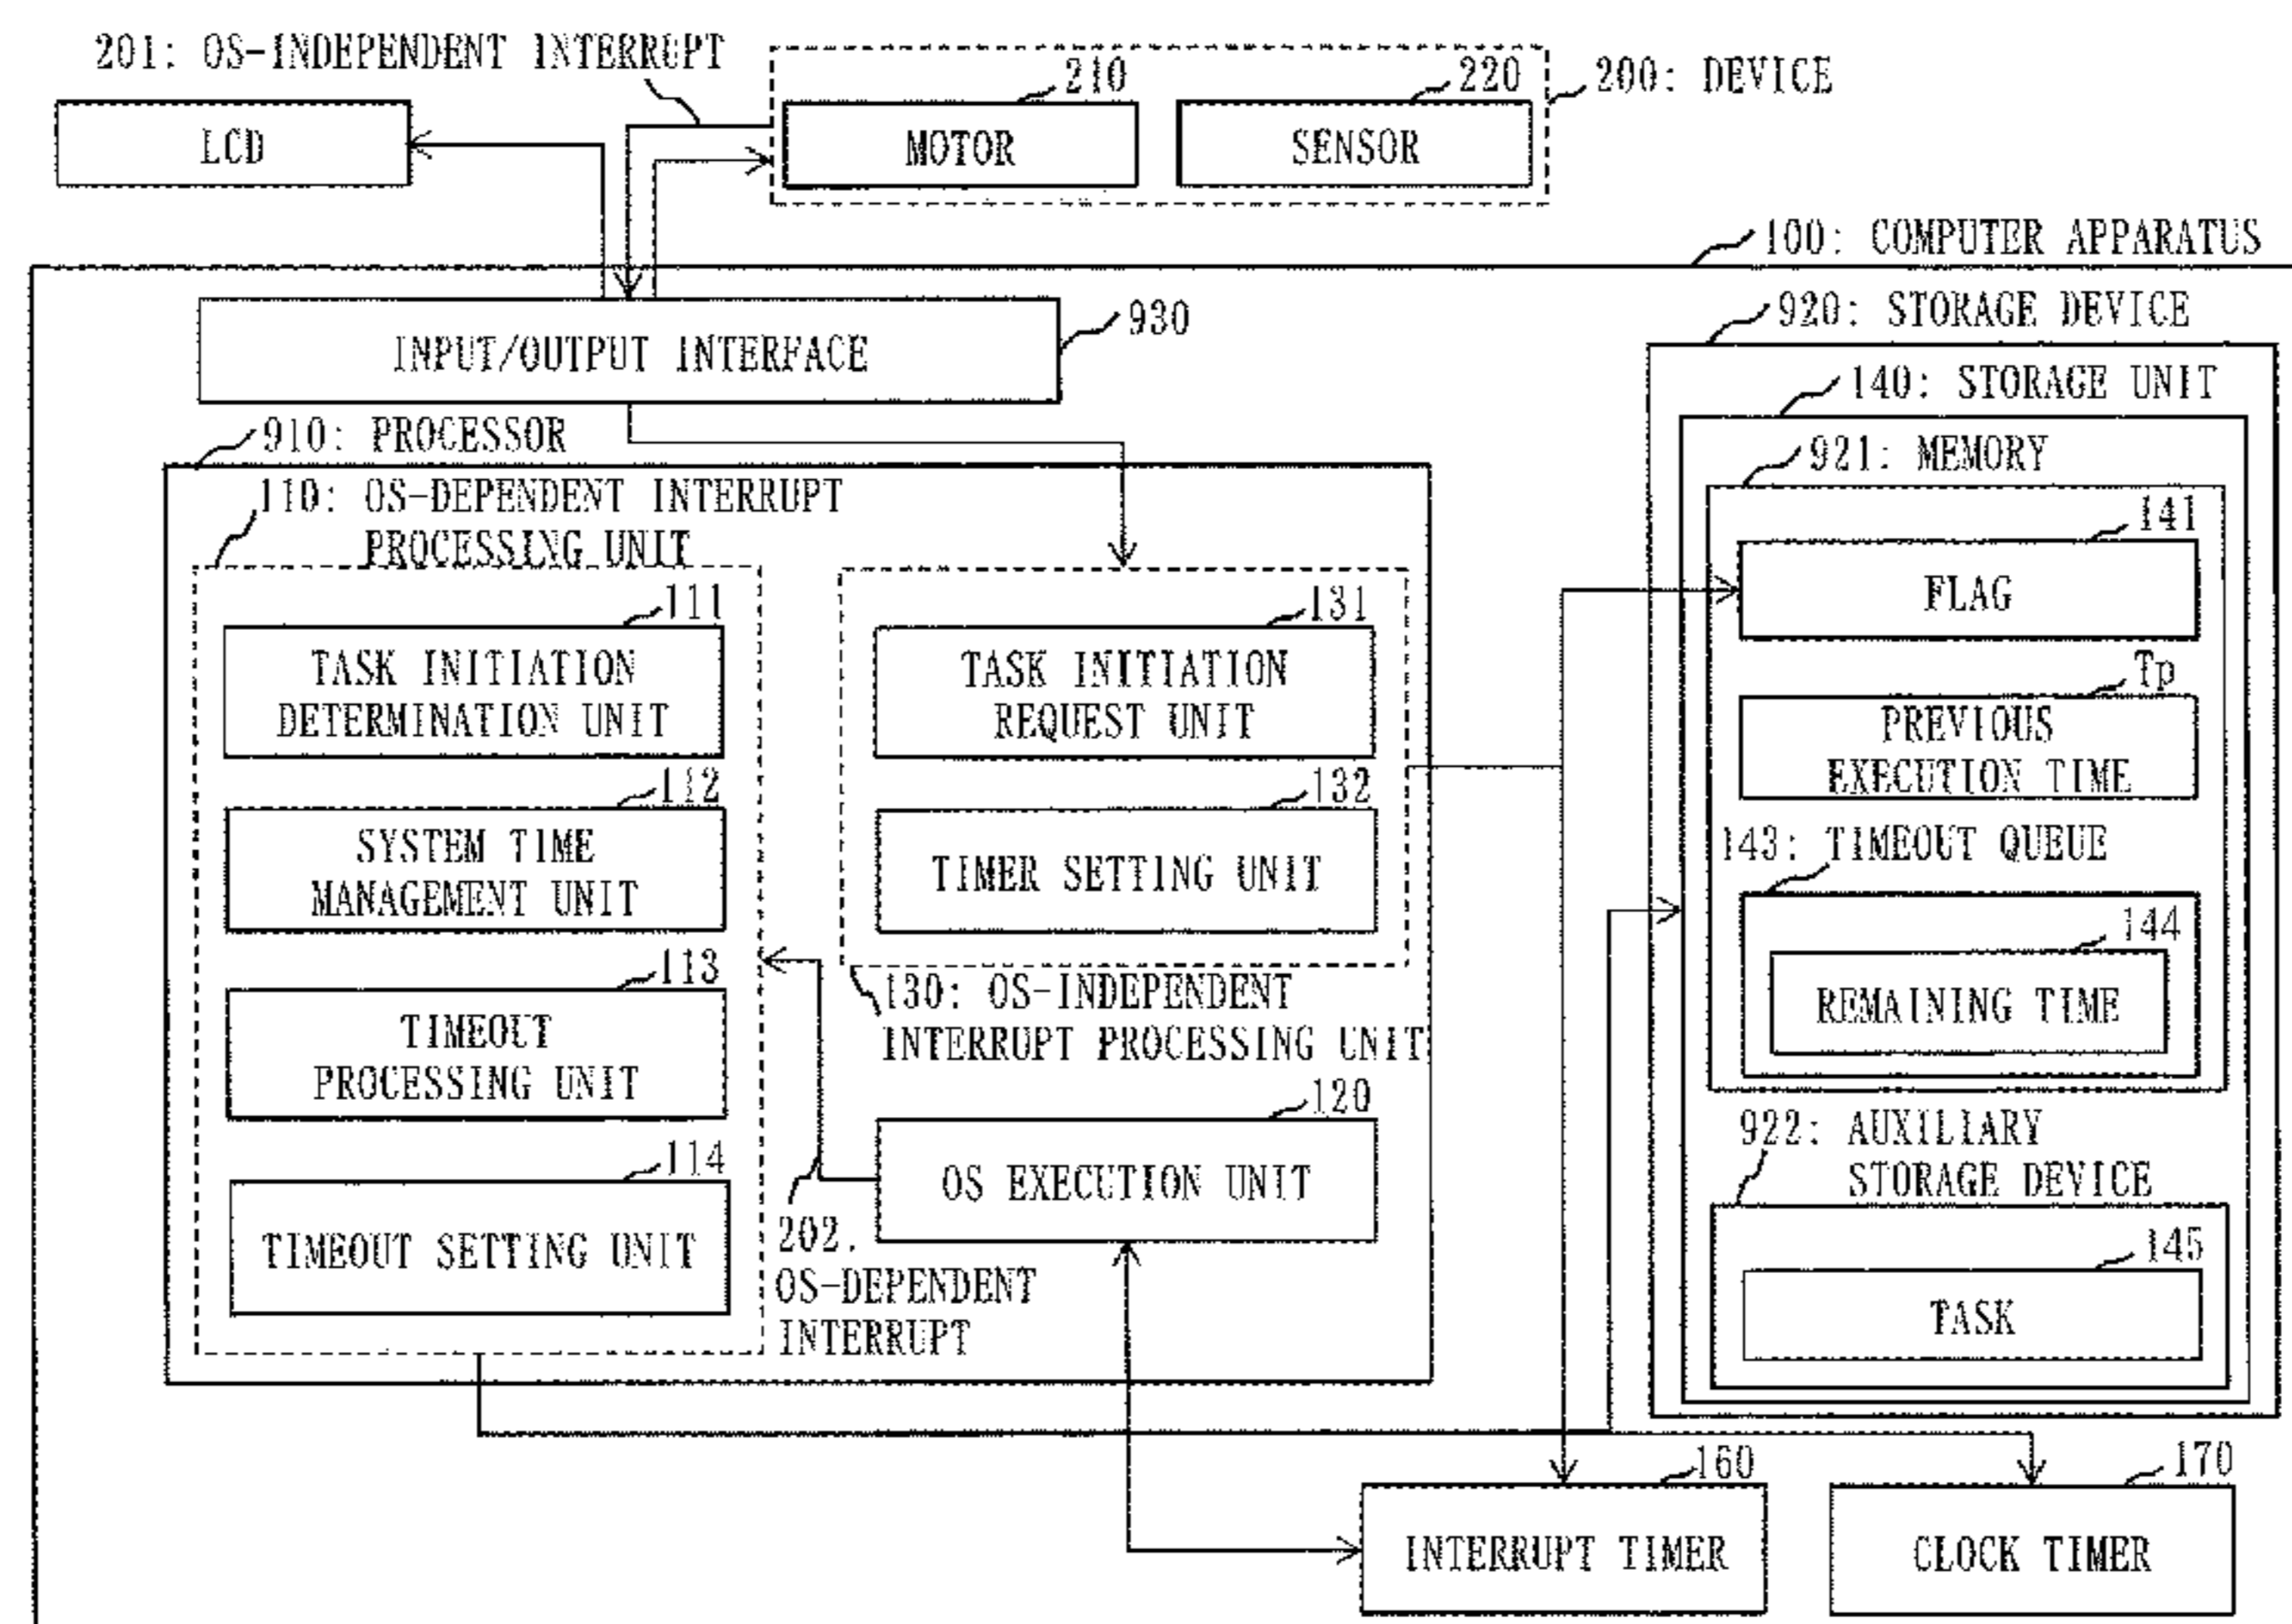 201: OS-INDEPENDENT INTERRUPT
LCD
210
MOTOR
220
SENSOR
200: DEVICE
100: COMPUTER APPARATUS
INPUT/OUTPUT INTERFACE
930
920: STORAGE DEVICE
140: STORAGE UNIT
910: PROCESSOR
110: OS-DEPENDENT INTERRUPT
PROCESSING UNIT
111
TASK INITIATION
DETERMINATION UNIT
112
SYSTEM TIME
MANAGEMENT UNIT
113
TIMEOUT
PROCESSING UNIT
114
TIMEOUT SETTING UNIT
131
TASK INITIATION
REQUEST UNIT
132
TIMER SETTING UNIT
130: OS-INDEPENDENT
INTERRUPT PROCESSING UNIT
120
OS EXECUTION UNIT
202.
OS-DEPENDENT
INTERRUPT
921: MEMORY
141
FLAG
Tp
PREVIOUS
EXECUTION TIME
143: TIMEOUT QUEUE
144
REMAINING TIME
922: AUXILIARY
STORAGE DEVICE
145
TASK
160
INTERRUPT TIMER
170
CLOCK TIMER